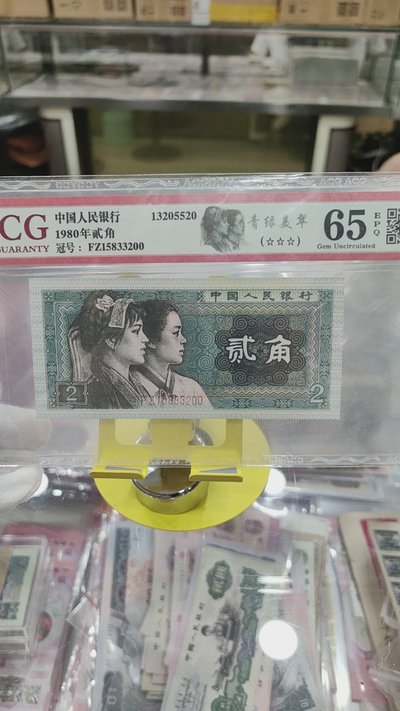 CG
GUARANTY
中国人民银行
1980年贰角
冠号： FZ15833200
13205520
青绿美翠
(☆☆☆)
65
EPQ
Gem Uncirculated
中国人民银行
贰角
2
FZ15833200
2